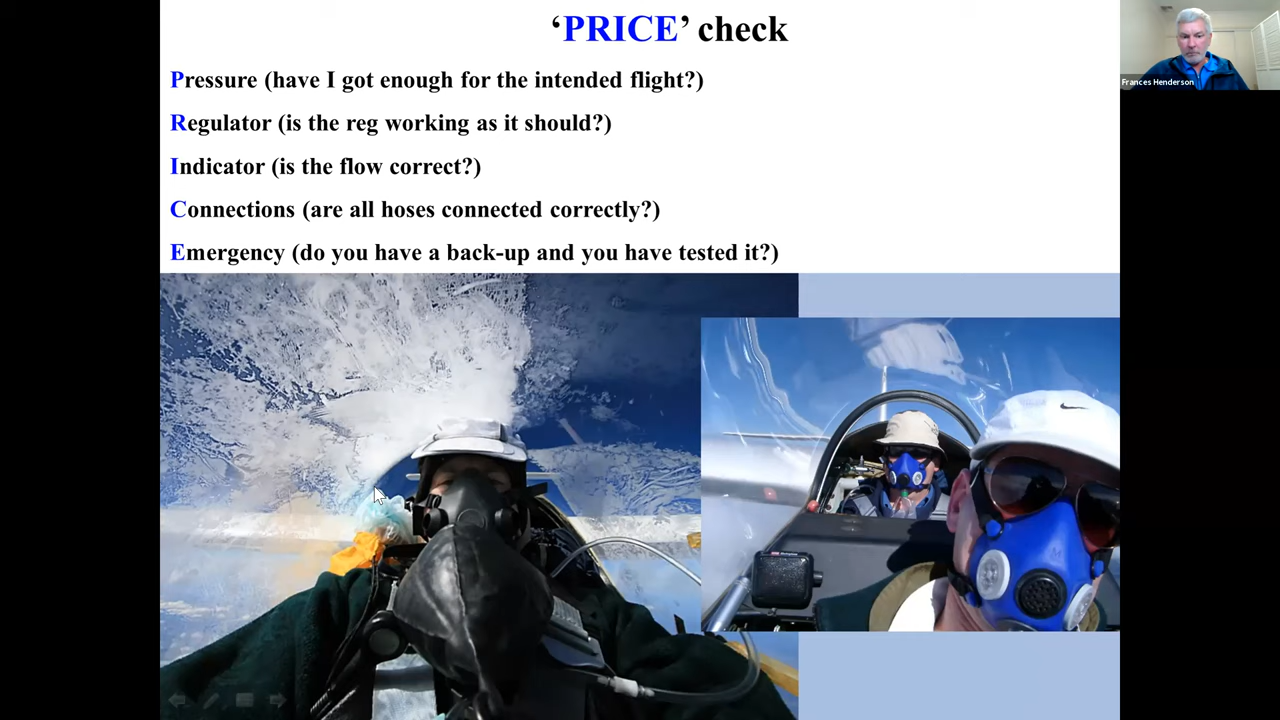 ‘PRICE’ check
Pressure (have I got enough for the intended flight?)
Regulator (is the reg working as it should?)
Indicator (is the flow correct?)
Connections (are all hoses connected correctly?)
Emergency (do you have a back-up and you have tested it?)
Frances Henderson